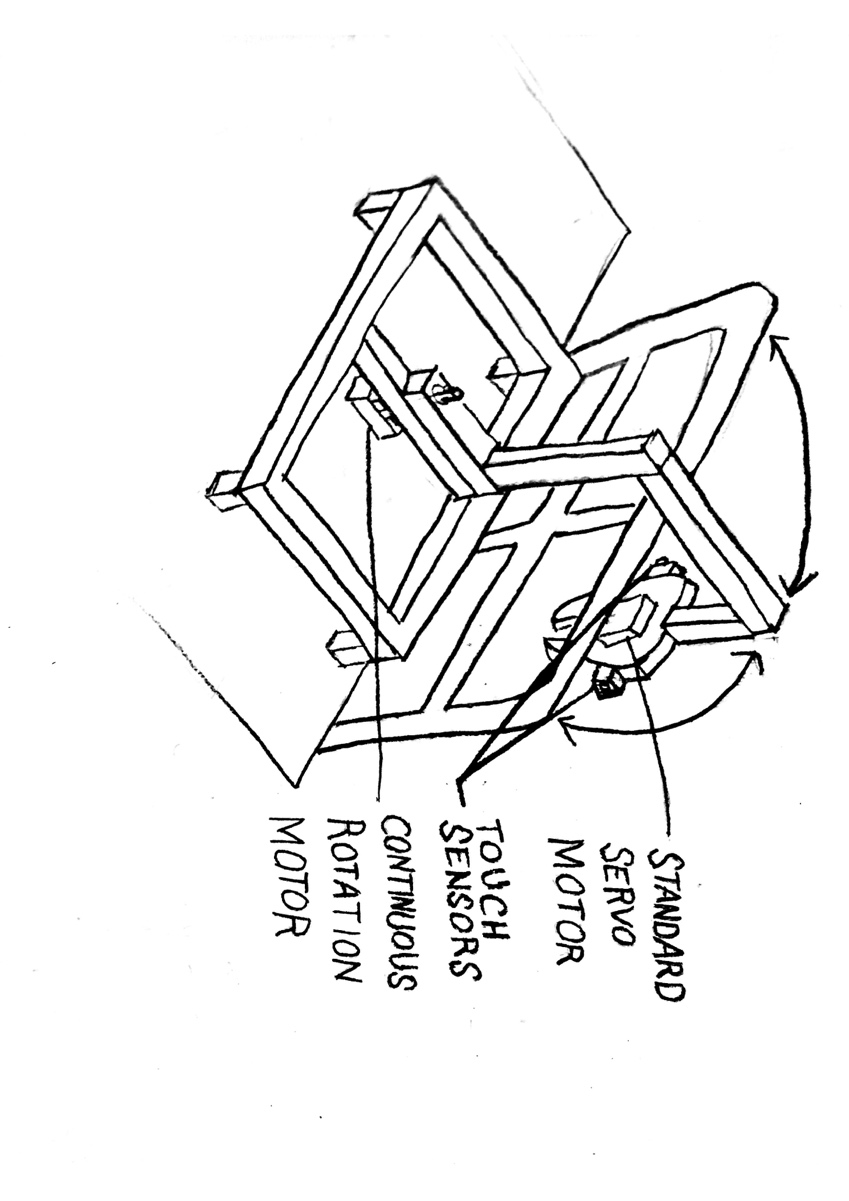 STANDARD
SERVO
MOTOR
TOUCH
SENSORS
CONTINUOUS
ROTATION
MOTOR